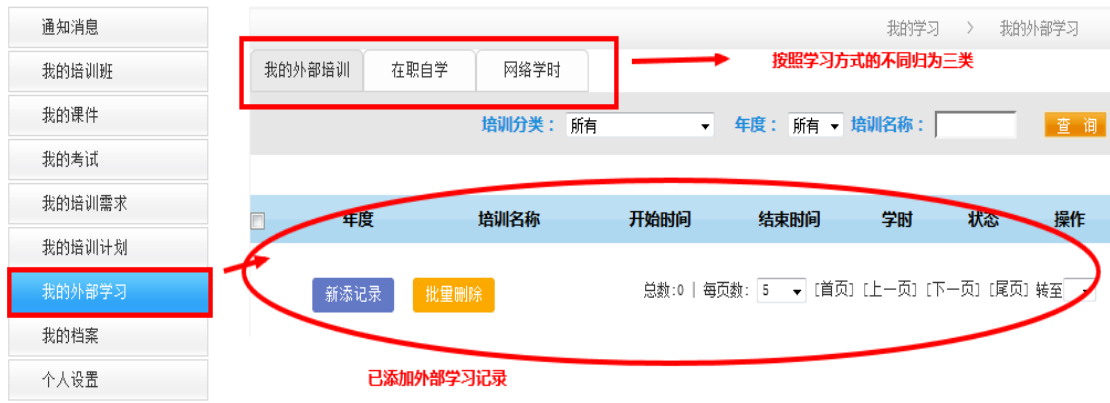 通知消息
我的培训班
我的课件
我的考试
我的培训需求
我的培训计划
我的外部学习
我的档案
个人设置
我的学习 > 我的外部学习
我的外部培训 在职自学 网络学时
按照学习方式的不同归为三类
培训分类： 所有 年度： 所有 培训名称： 查 询
年度 培训名称 开始时间 结束时间 学时 状态 操作
新添记录 批量删除 总数:0 | 每页数: 5 [首页] [上一页] [下一页] [尾页] 转至
已添加外部学习记录